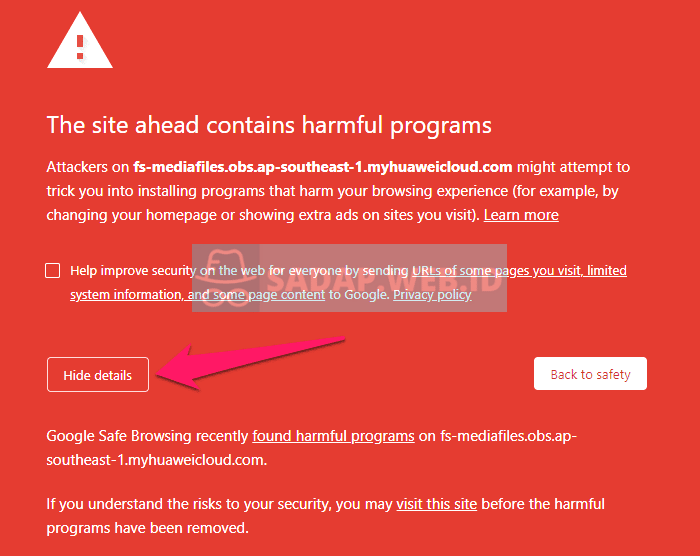 The site ahead contains harmful programs
Attackers on fs-mediafiles.obs.ap-southeast-1.myhuaweicloud.com might attempt to
trick you into installing programs that harm your browsing experience (for example, by
changing your homepage or showing extra ads on sites you visit). Learn more
Help improve security on the web for everyone by sending URLs of some pages you visit, limited
system information, and some page content to Google. Privacy policy
SADAP.WEB.ID
Hide details
Back to safety
Google Safe Browsing recently found harmful programs on fs-mediafiles.obs.ap-
southeast-1.myhuaweicloud.com.
If you understand the risks to your security, you may visit this site before the harmful
programs have been removed.